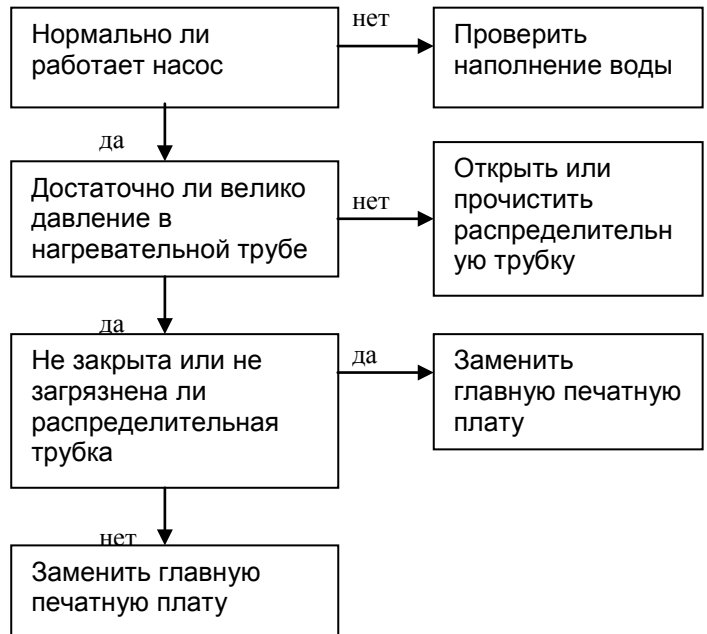 Нормально ли
работает насос
нет
Проверить
наполнение воды
да
Достаточно ли велико
давление в
нагревательной трубе
нет
Открыть или
прочистить
распределительн
ую трубку
да
Не закрыта или не
загрязнена ли
распределительная
трубка
да
Заменить
главную печатную
плату
нет
Заменить главную
печатную плату